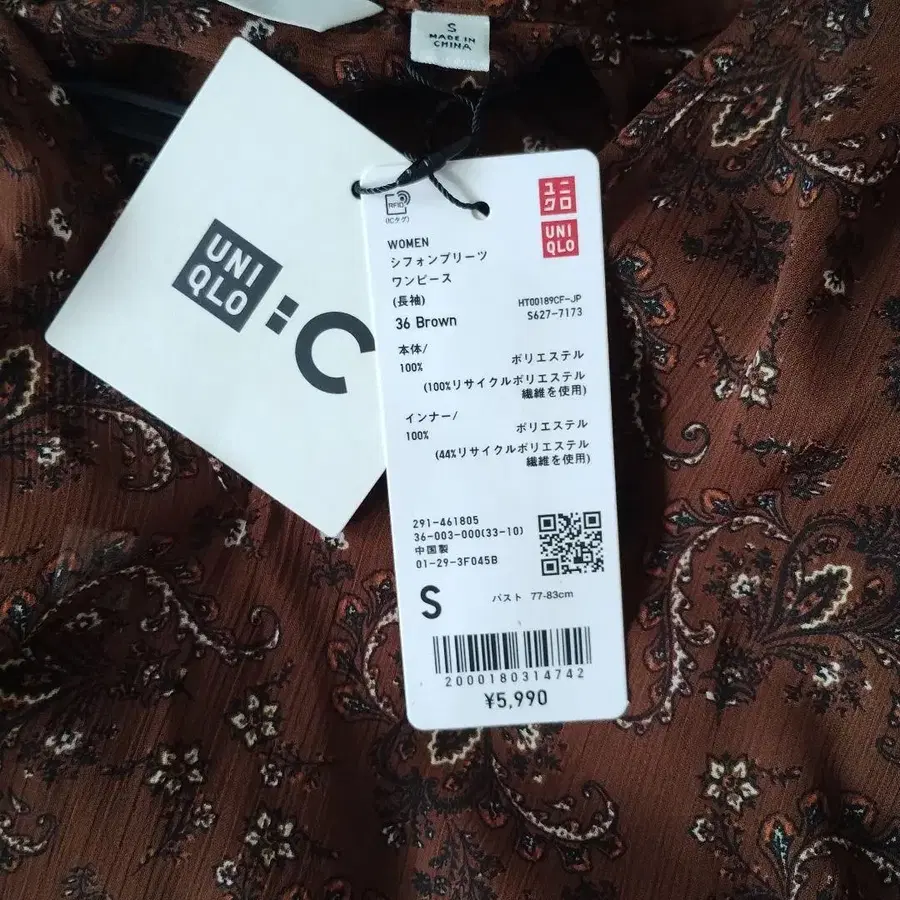 S
MADE IN
CHINA
UNI
QLO
:C
RFID
(ICタグ)
ユニ
クロ
UNI
QLO
WOMEN
シフォンプリーツ
ワンピース
(長袖)
36 Brown
HT00189CF-JP
S627-7173
本体/
100% ポリエステル
(100%リサイクルポリエステル
繊維を使用)
インナー/
100% ポリエステル
(44%リサイクルポリエステル
繊維を使用)
291-461805
36-003-000(33-10)
中国製
01-29-3F045B
S バスト 77-83cm
2000180314742
¥5,990